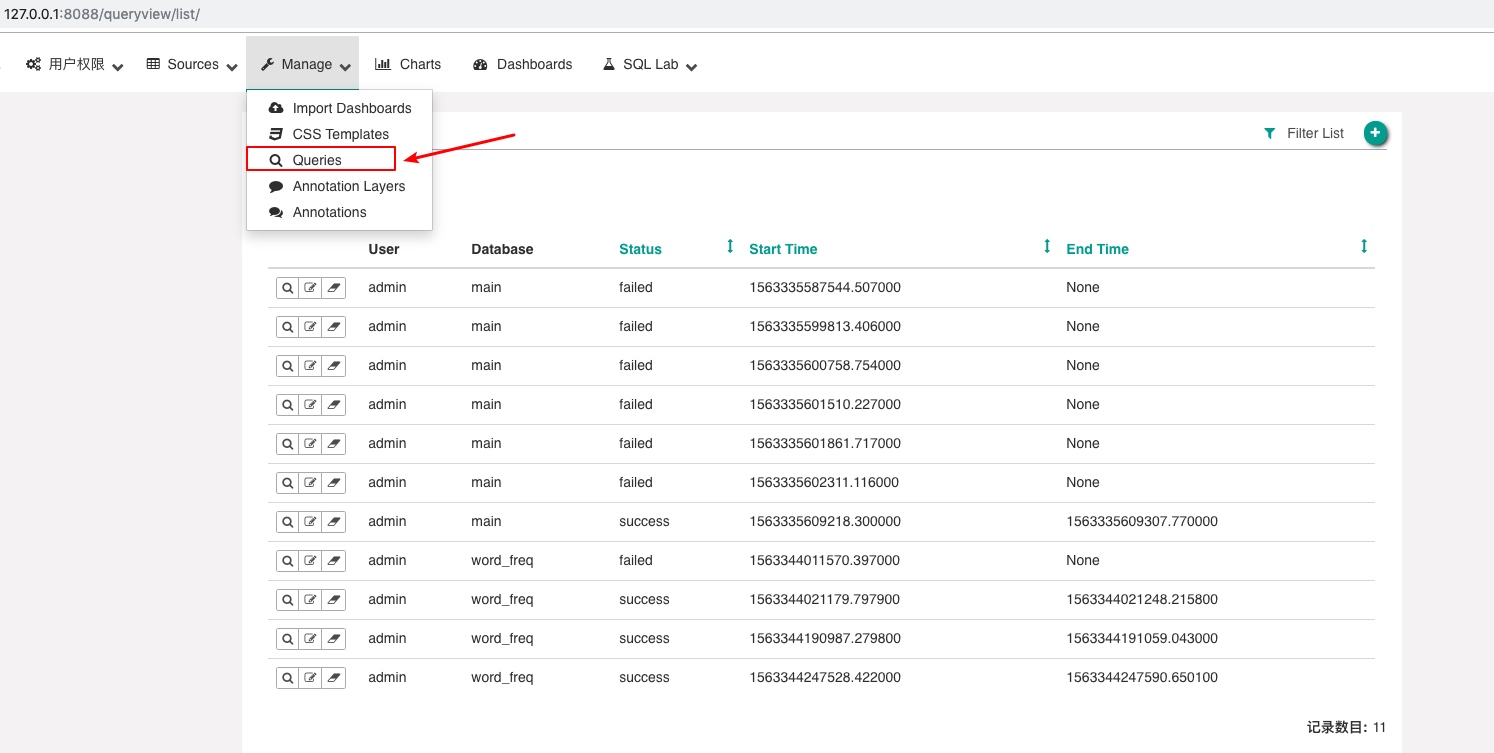 127.0.0.1:8088/queryview/list/
用户权限 Sources Manage Charts Dashboards SQL Lab
Import Dashboards
CSS Templates
Queries
Annotation Layers
Annotations
Filter List
User Database Status Start Time End Time
admin main failed 1563335587544.507000 None
admin main failed 1563335599813.406000 None
admin main failed 1563335600758.754000 None
admin main failed 1563335601510.227000 None
admin main failed 1563335601861.717000 None
admin main failed 1563335602311.116000 None
admin main success 1563335609218.300000 1563335609307.770000
admin word_freq failed 1563344011570.397000 None
admin word_freq success 1563344021179.797900 1563344021248.215800
admin word_freq success 1563344190987.279800 1563344191059.043000
admin word_freq success 1563344247528.422000 1563344247590.650100
记录数目: 11